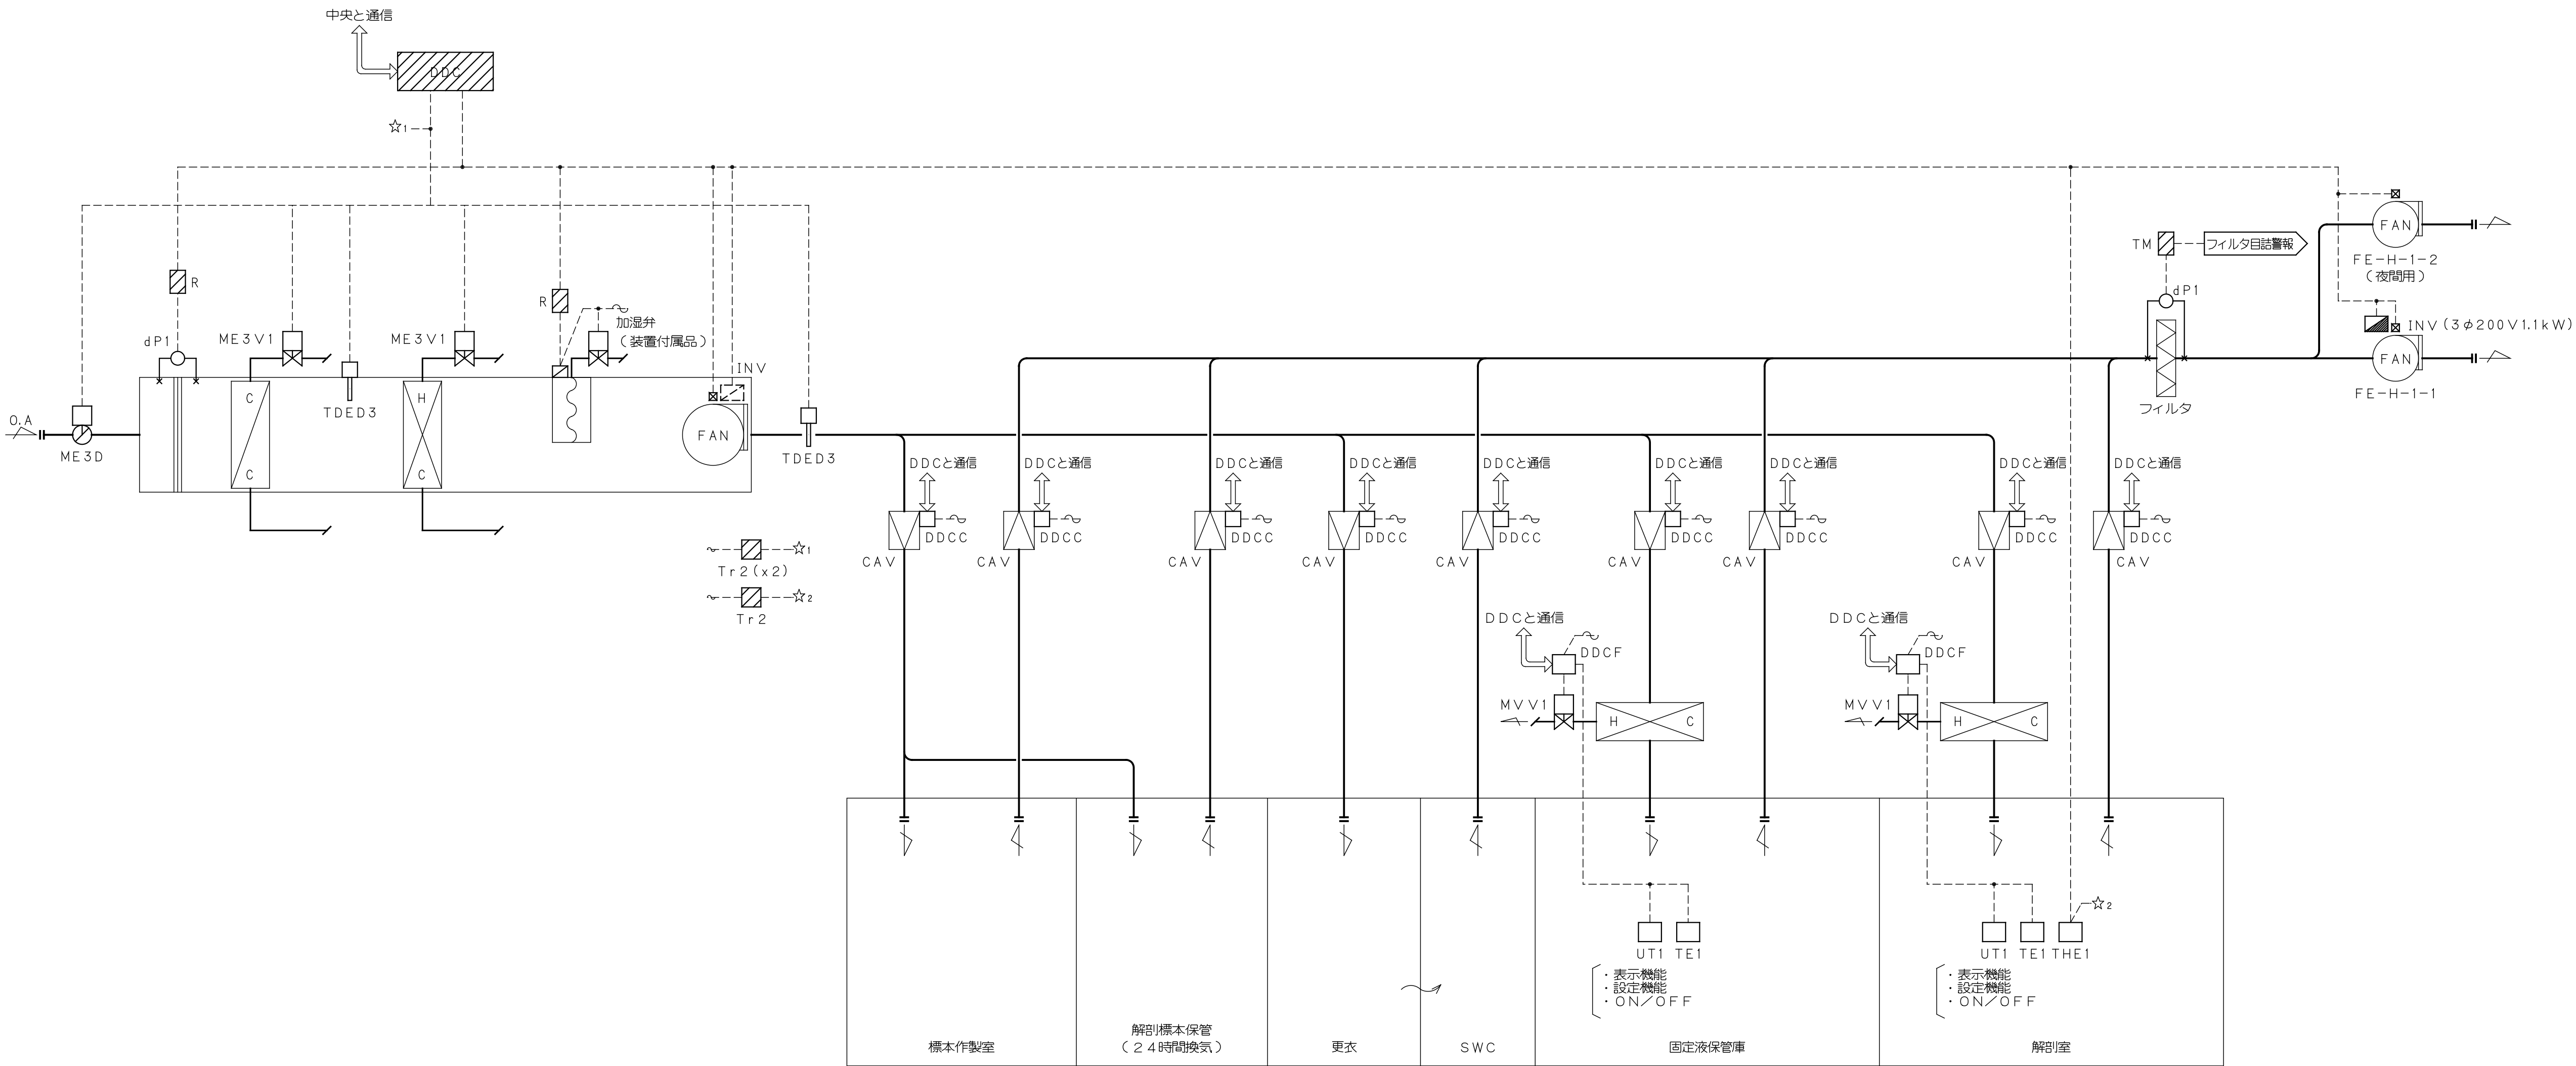 中央と通信
DDC
☆1
R
dP1
ME3V1
TDED3
ME3V1
R
加湿弁
(装置付属品)
INV
O.A
ME3D
C
C
H
C
FAN
TDED3
TM
フィルタ目詰警報
dP1
フィルタ
FAN
FE-H-1-2
(夜間用)
INV(3φ200V1.1kW)
FAN
FE-H-1-1
DDCと通信
DDCC
CAV
DDCと通信
DDCC
CAV
DDCと通信
DDCC
CAV
DDCと通信
DDCC
CAV
DDCと通信
DDCC
CAV
DDCと通信
DDCC
CAV
DDCと通信
DDCC
CAV
DDCと通信
DDCC
CAV
DDCと通信
DDCC
CAV
☆1
Tr2(x2)
☆2
Tr2
DDCと通信
DDCF
MVV1
H C
DDCと通信
DDCF
MVV1
H C
UT1 TE1
・表示機能
・設定機能
・ON/OFF
☆2
UT1 TE1 THE1
・表示機能
・設定機能
・ON/OFF
標本作製室
解剖標本保管
(24時間換気)
更衣
SWC
固定液保管庫
解剖室